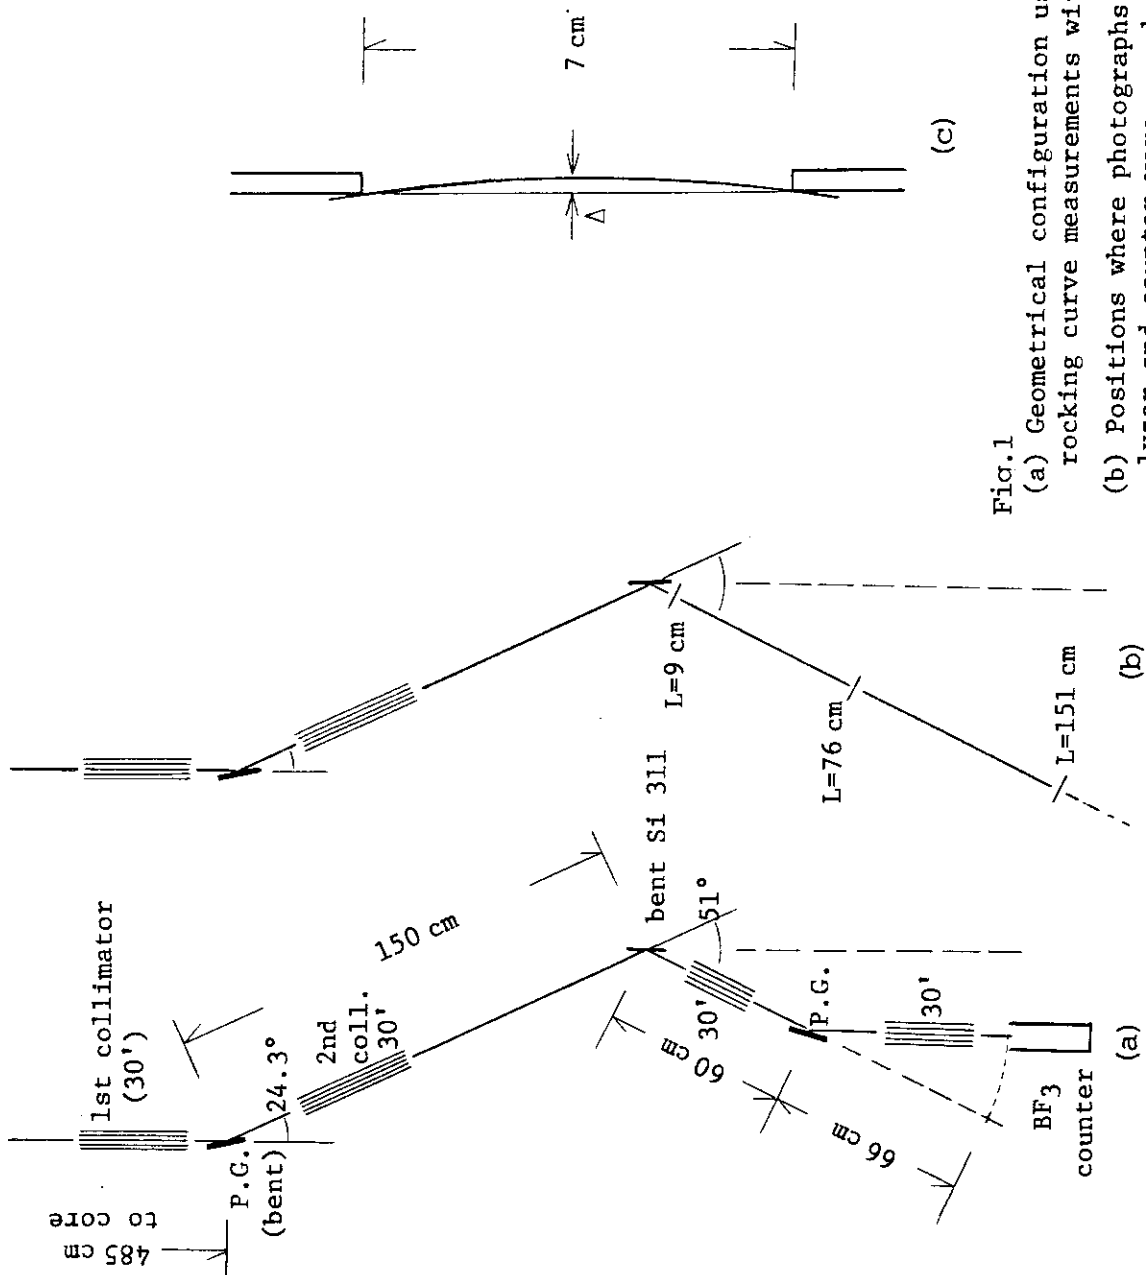 485 cm
to core
1st collimator
(30')
P.G.
(bent)
24.3°
2nd
coll.
30'
150 cm
bent Si 311
51°
30'
60 cm
P.G.
66 cm
30'
BF3
counter
(a)
L=9 cm
L=76 cm
L=151 cm
(b)
Δ
7 cm
(c)
Fig.1
(a) Geometrical configuration
rocking curve measurements
(b) Positions where photographs
and counter